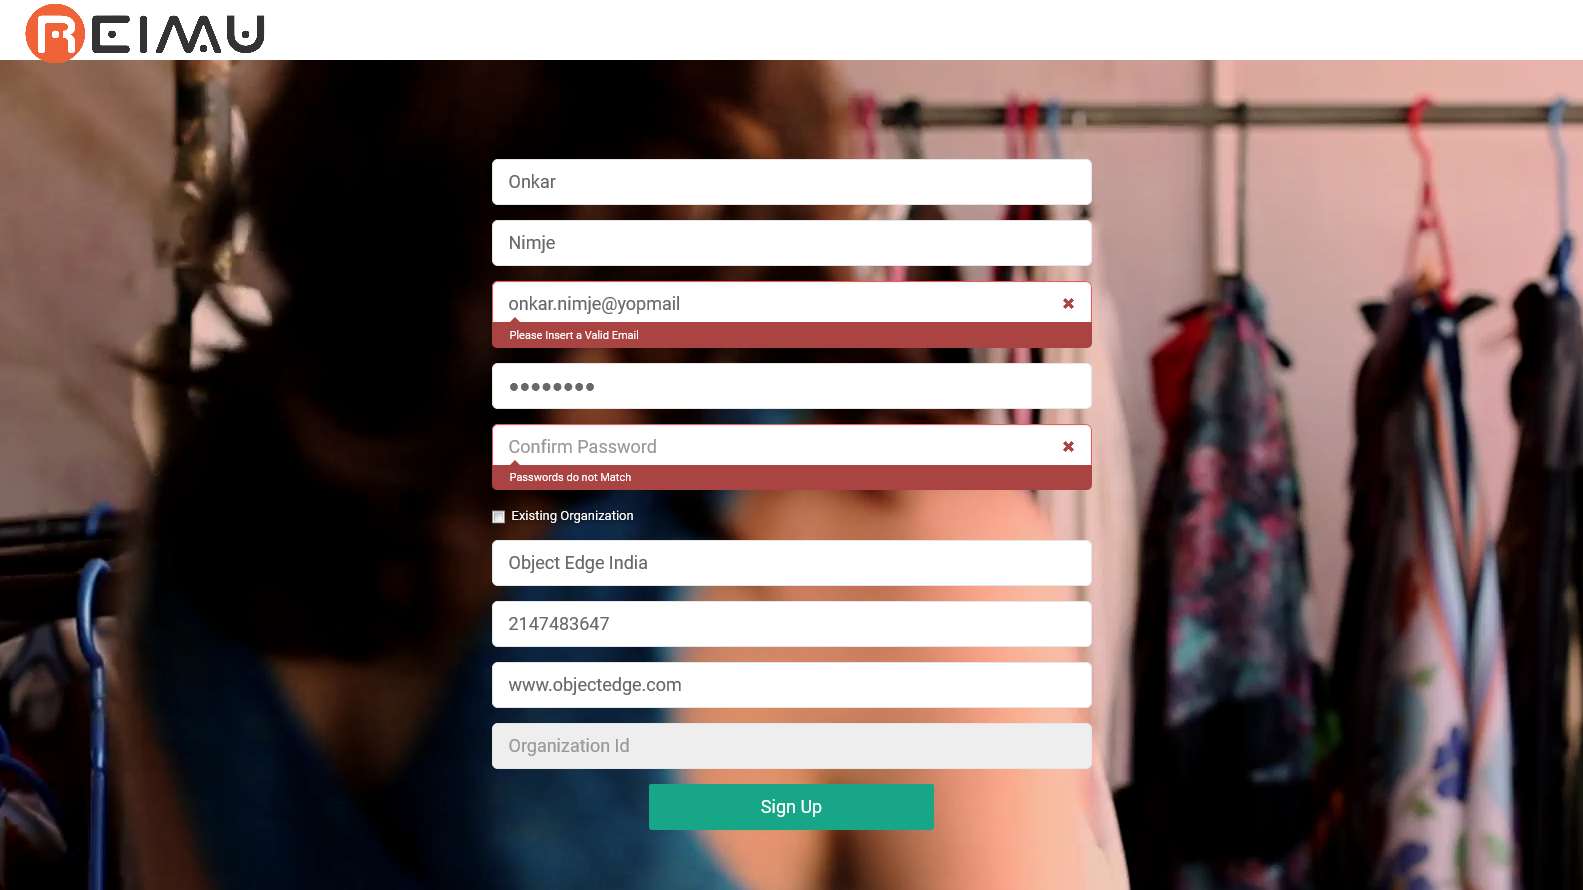 REIMU
Onkar
Nimje
onkar.nimje@yopmail
Please Insert a Valid Email
Confirm Password
Passwords do not Match
Existing Organization
Object Edge India
2147483647
www.objectedge.com
Organization Id
Sign Up